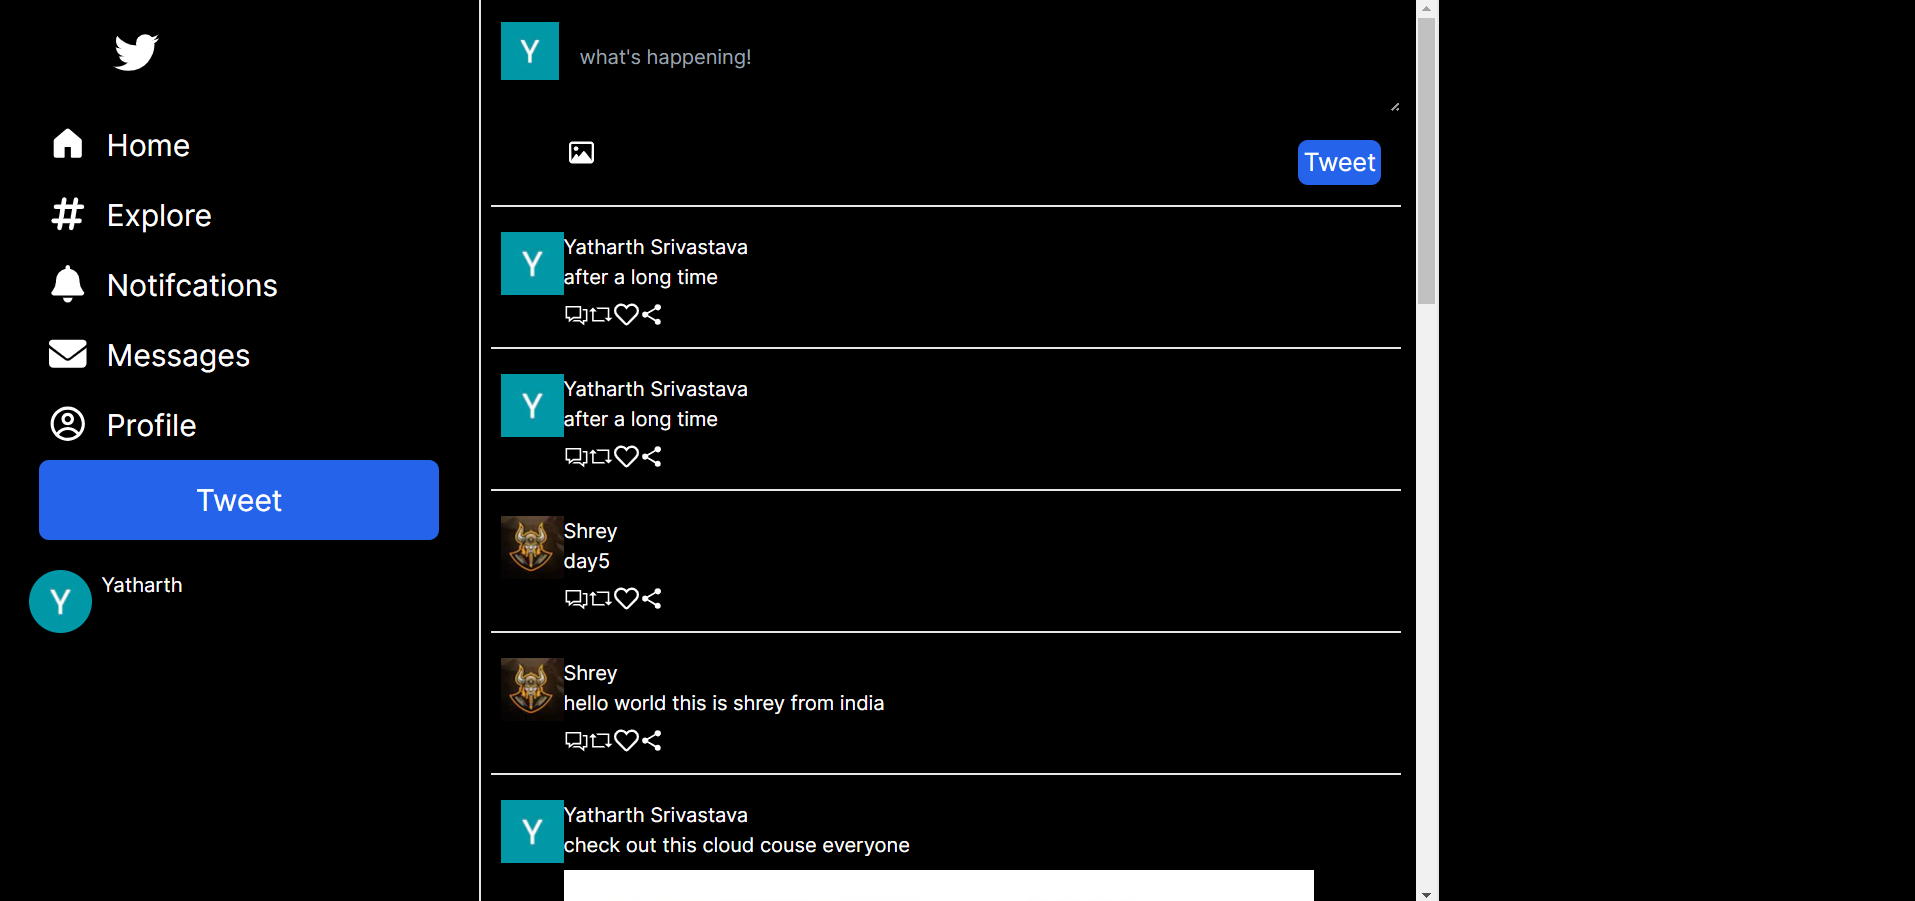 Home
Explore
Notifcations
Messages
Profile
Tweet
Y
Yatharth
Y
what's happening!
Tweet
Y
Yatharth Srivastava
after a long time
Y
Yatharth Srivastava
after a long time
Shrey
day5
Shrey
hello world this is shrey from india
Y
Yatharth Srivastava
check out this cloud couse everyone